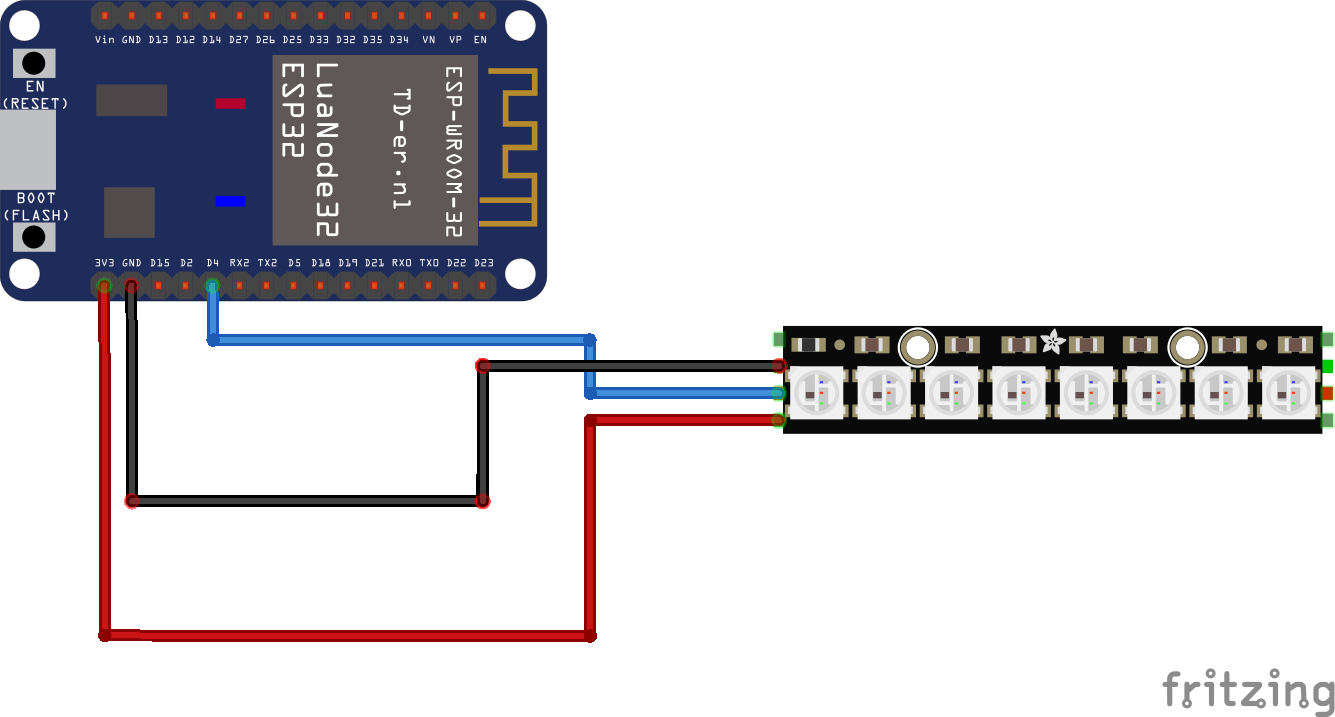 Vin GND D13 D12 D14 D27 D26 D25 D33 D32 D35 D34 VN VP EN
EN
(RESET)
BOOT
(FLASH)
ESP32
LuaNode32
TD-er.nl
ESP-WROOM-32
3V3 GND D15 D2 D4 RX2 TX2 D5 D18 D19 D21 RX0 TX0 D22 D23
fritzing